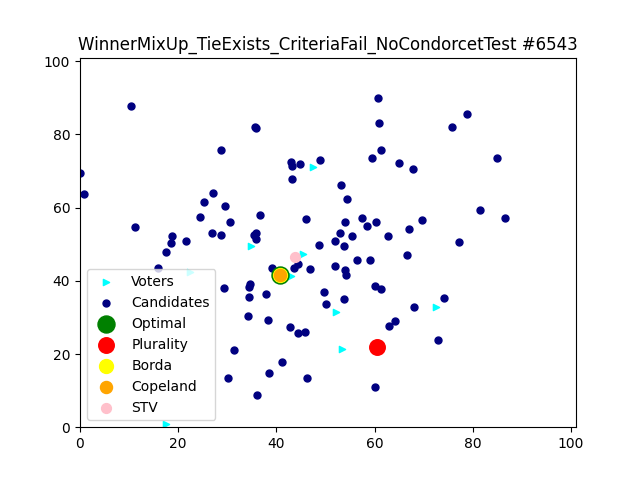 WinnerMixUp_TieExists_CriteriaFail_NoCondorcetTest #6543
100
80
60
40
20
0
Voters
Candidates
Optimal
Plurality
Borda
Copeland
STV
0 20 40 60 80 100